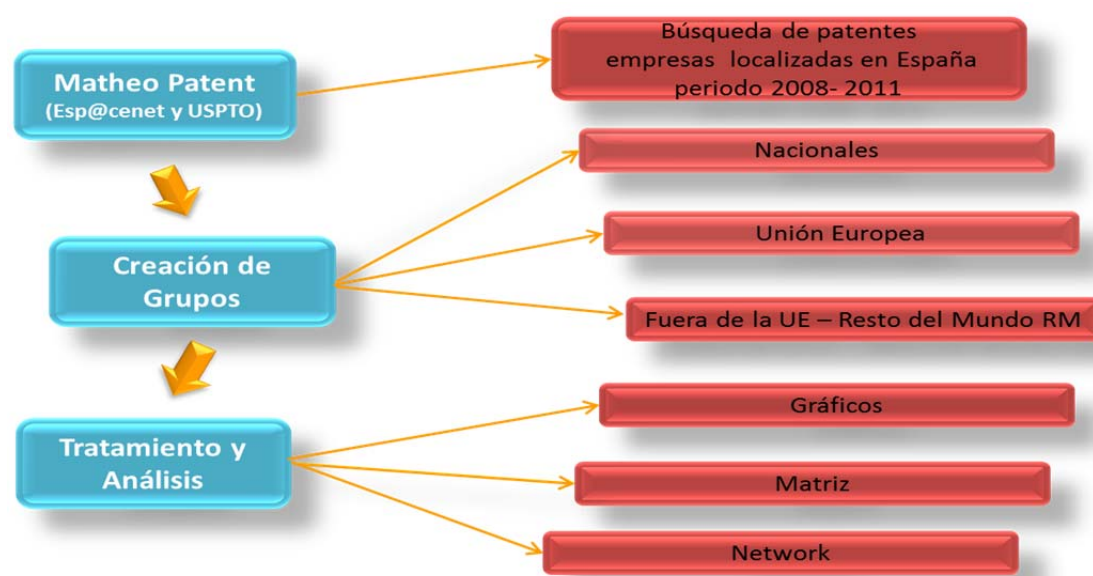 Matheo Patent
(Esp@cenet y USPTO)
Búsqueda de patentes
empresas localizadas en España
periodo 2008- 2011
Creación de
Grupos
Nacionales
Unión Europea
Fuera de la UE – Resto del Mundo RM
Tratamiento y
Análisis
Gráficos
Matriz
Network